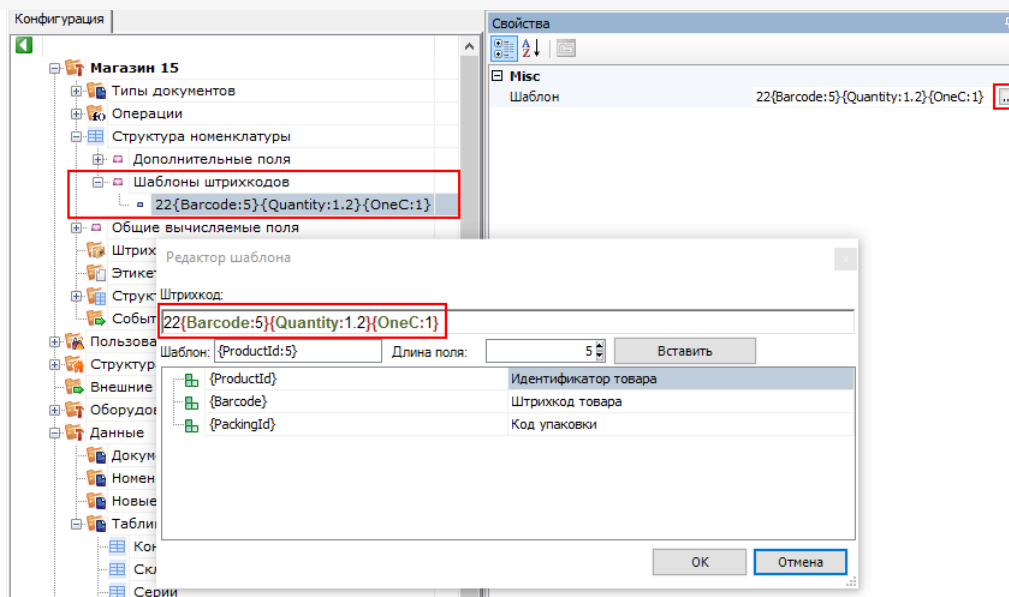 Конфигурация
Свойства
Магазин 15
Misc
Типы документов
Шаблон
22{Barcode:5}{Quantity:1.2}{OneC:1}
...
Операции
Структура номенклатуры
Дополнительные поля
Шаблоны штрихкодов
22{Barcode:5}{Quantity:1.2}{OneC:1}
Общие вычисляемые поля
Штрих
Редактор шаблона
x
Этикет
Структ
Штрихкод:
Событ
22{Barcode:5}{Quantity:1.2}{OneC:1}
Пользова
Шаблон:
{ProductId:5}
Длина поля:
5
Вставить
Структур
{ProductId}
Идентификатор товара
Внешние
{Barcode}
Штрихкод товара
Оборудов
{PackingId}
Код упаковки
Данные
Докум
Номен
Новые
Таблиц
Кон
ОК
Отмена
Скл
Серии